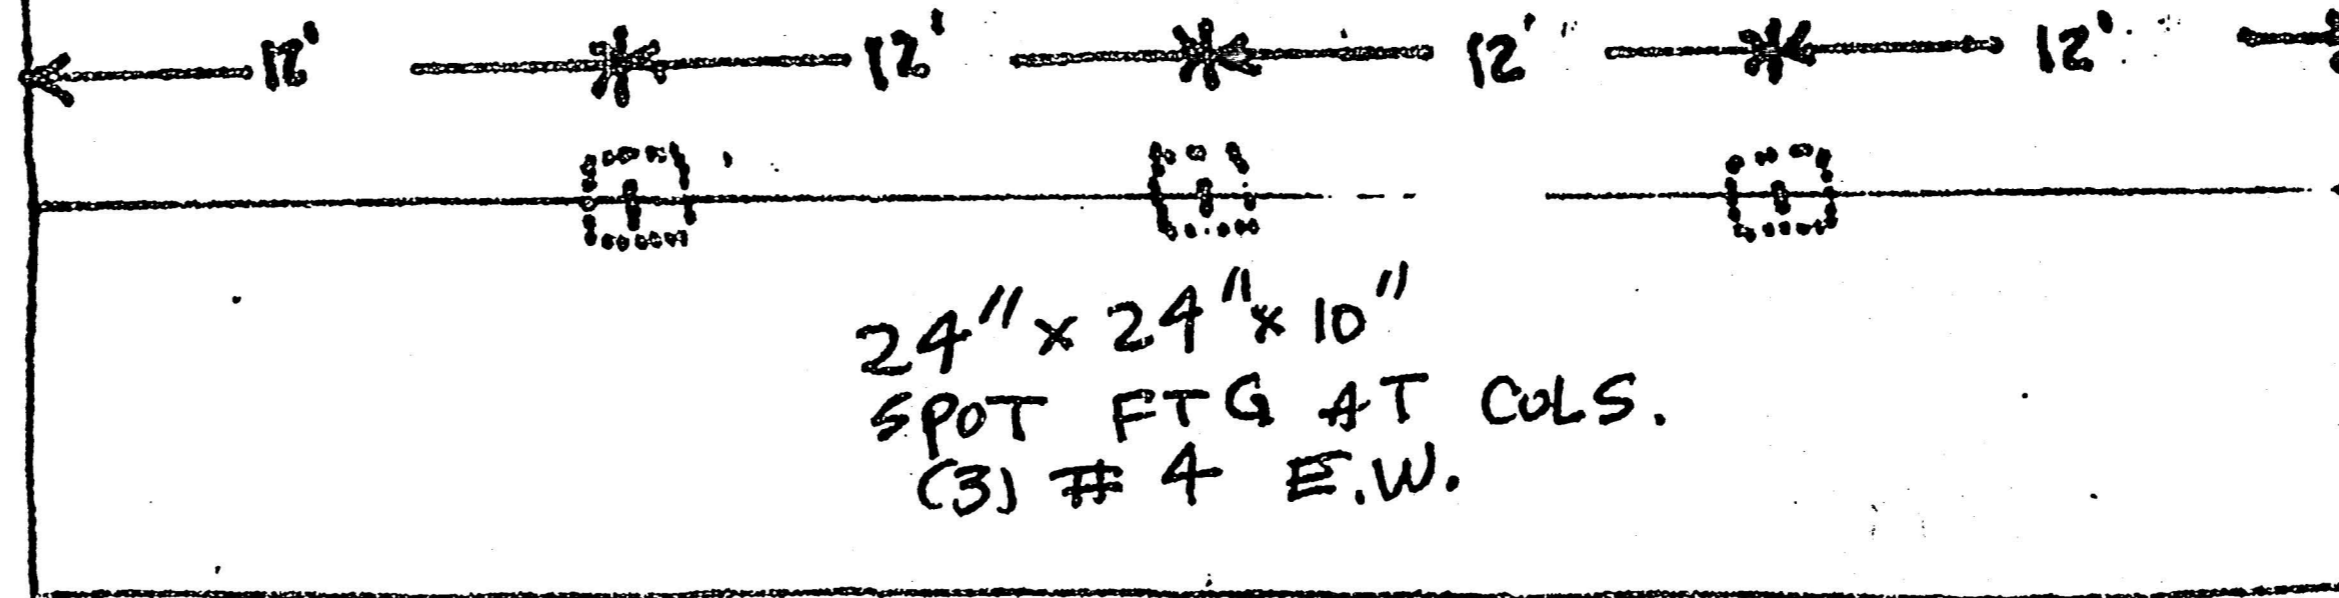 12' 12' 12' 12'
24" x 24" x 10"
SPOT FTG AT COLS.
(3) # 4 E.W.